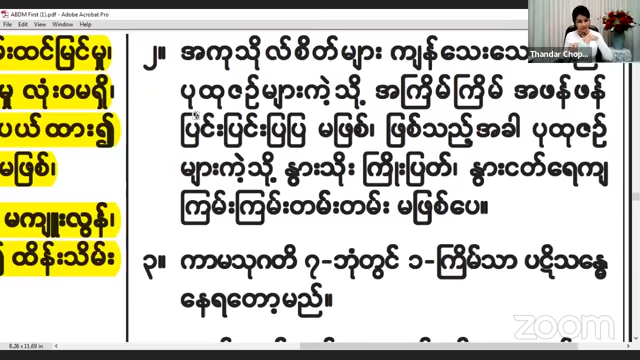 ABDM First (1).pdf - Adobe Acrobat Pro
File Edit View Window Help
Thandar Chop...
န်းထင်မြင်မှု၊
မှု လုံးဝမရှိ၊
ပယ်ထား၍
မဖြစ်၊
မကျူးလွန်၊
၍ ထိန်းသိမ်း
၂။ အကုသိုလ်စိတ်များ ကျန်သေး
ပုထုဇဉ်များကဲ့သို့ အကြိမ်ကြိမ် အဖန်ဖန်
ပြင်းပြင်းပြပြ မဖြစ်၊ ဖြစ်သည့်အခါ ပုထုဇဉ်
များကဲ့သို့ နွားသိုး ကြိုးပြတ်၊ နွားငတ်ရေကျ
ကြမ်းကြမ်းတမ်းတမ်း မဖြစ်ပေ။
၃။ ကာမသုဂတိ ၇-ဘုံတွင် ၁-ကြိမ်သာ ပဋိသန္ဓေ
နေရတော့မည်။
8.26 x 11.69 in
zoom